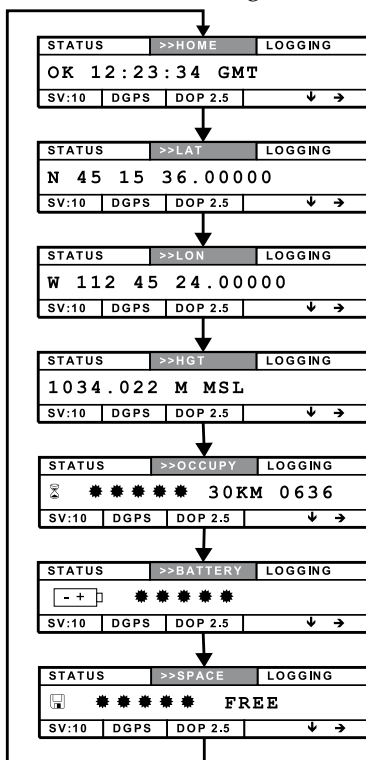 STATUS >>HOME LOGGING
OK 12:23:34 GMT
SV:10 DGPS DOP 2.5
STATUS >>LAT LOGGING
N 45 15 36.00000
SV:10 DGPS DOP 2.5
STATUS >>LON LOGGING
W 112 45 24.00000
SV:10 DGPS DOP 2.5
STATUS >>HGT LOGGING
1034.022 M MSL
SV:10 DGPS DOP 2.5
STATUS >>OCCUPY LOGGING
30KM 0636
SV:10 DGPS DOP 2.5
STATUS >>BATTERY LOGGING
- +
SV:10 DGPS DOP 2.5
STATUS >>SPACE LOGGING
FREE
SV:10 DGPS DOP 2.5